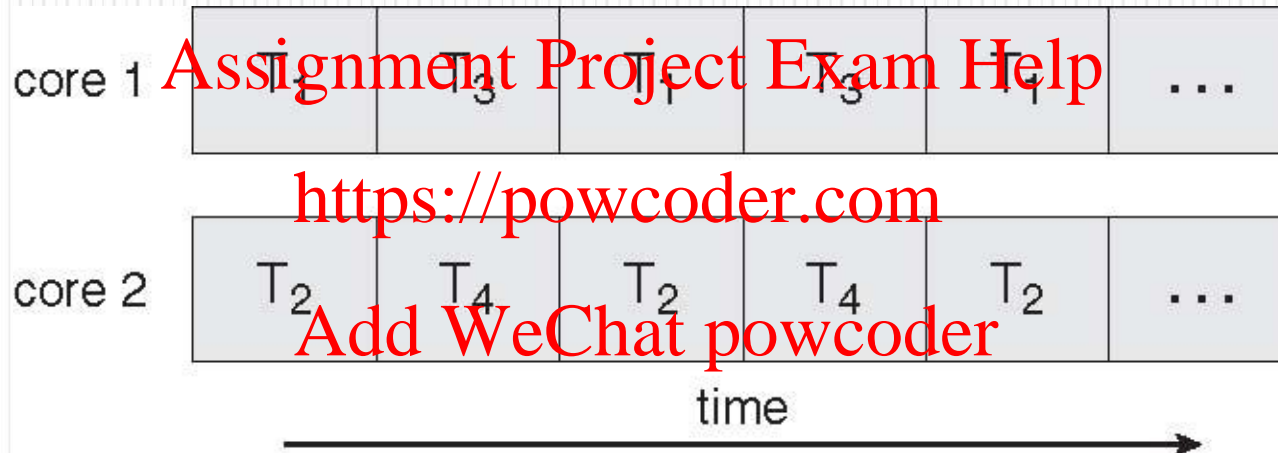 core 1 T1 T3 T1 T3 T1 ...
Assignment Project Exam Help
https://powcoder.com
core 2 T2 T4 T2 T4 T2 ...
Add WeChat powcoder
time